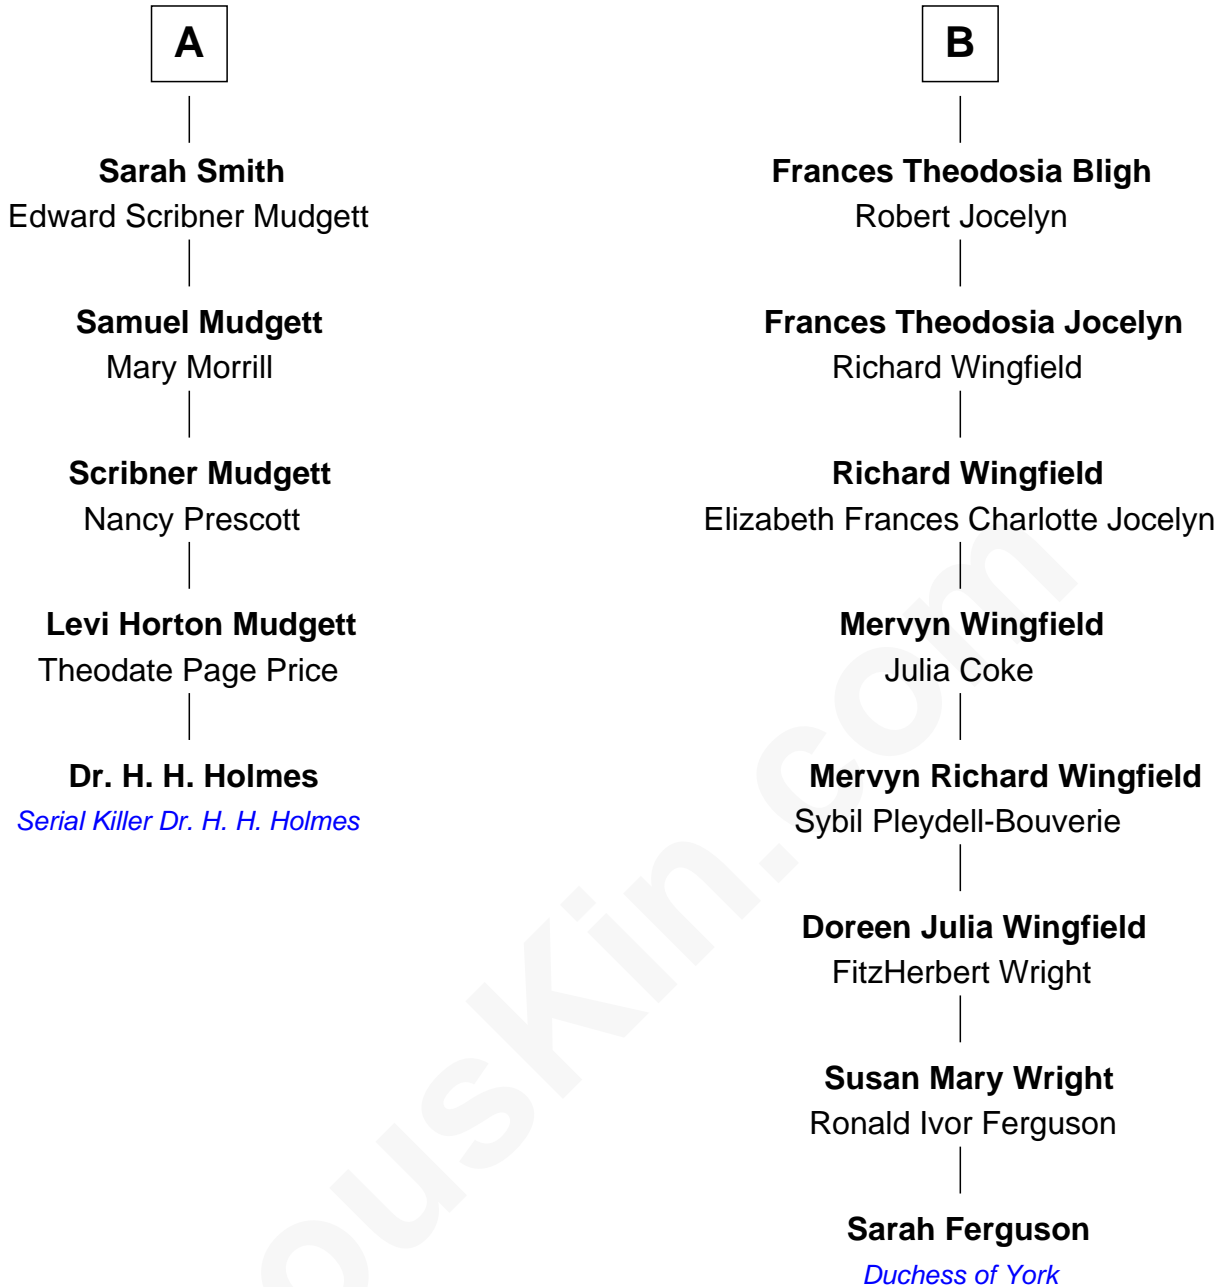 A
Sarah Smith
Edward Scribner Mudgett
Samuel Mudgett
Mary Morrill
Scribner Mudgett
Nancy Prescott
Levi Horton Mudgett
Theodate Page Price
Dr. H. H. Holmes
Serial Killer Dr. H. H. Holmes
B
Frances Theodosia Bligh
Robert Jocelyn
Frances Theodosia Jocelyn
Richard Wingfield
Richard Wingfield
Elizabeth Frances Charlotte Jocelyn
Mervyn Wingfield
Julia Coke
Mervyn Richard Wingfield
Sybil Pleydell-Bouverie
Doreen Julia Wingfield
FitzHerbert Wright
Susan Mary Wright
Ronald Ivor Ferguson
Sarah Ferguson
Duchess of York